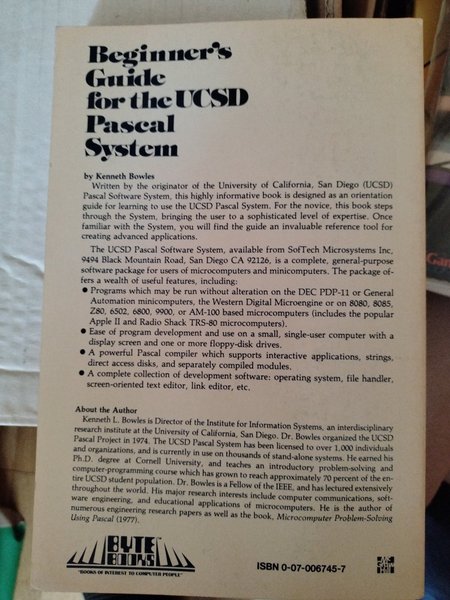 Beginner's
Guide
for the UCSD
Pascal
System
by Kenneth Bowles
Written by the originator of the University of California, San Diego (UCSD)
Pascal Software System, this highly informative book is designed as an orientation
guide for learning to use the UCSD Pascal System. For the novice, this book steps
through the System, bringing the user to a sophisticated level of expertise. Once
familiar with the System, you will find the guide an invaluable reference tool for
creating advanced applications.
The UCSD Pascal Software System, available from SofTech Microsystems Inc,
9494 Black Mountain Road, San Diego CA 92126, is a complete, general-purpose
software package for users of microcomputers and minicomputers. The package of-
fers a wealth of useful features, including:
● Programs which may be run without alteration on the DEC PDP-11 or General
Automation minicomputers, the Western Digital Microengine or on 8080, 8085,
Z80, 6502, 6800, 9900, or AM-100 based microcomputers (includes the popular
Apple II and Radio Shack TRS-80 microcomputers).
● Ease of program development and use on a small, single-user computer with a
display screen and one or more floppy-disk drives.
● A powerful Pascal compiler which supports interactive applications, strings,
direct access disks, and separately compiled modules.
● A complete collection of development software: operating system, file handler,
screen-oriented text editor, link editor, etc.
About the Author
Kenneth L. Bowles is Director of the Institute for Information Systems, an interdisciplinary
research institute at the University of California, San Diego. Dr. Bowles organized the UCSD
Pascal Project in 1974. The UCSD Pascal System has been licensed to over 1,000 individuals
and organizations, and is currently in use on thousands of stand-alone systems. He earned his
Ph.D. degree at Cornell University, and teaches an introductory problem-solving and
computer-programming course which has grown to reach approximately 70 percent of the en-
tire UCSD student population. Dr. Bowles is a Fellow of the IEEE, and has lectured extensively
throughout the world. His major research interests include computer communications, soft-
ware engineering, and educational applications of microcomputers. He is the author of
numerous engineering research papers as well as the book, Microcomputer Problem-Solving
Using Pascal (1977).
BYTE
BOOKS
"BOOKS OF INTEREST TO COMPUTER PEOPLE"
ISBN 0-07-006745-7